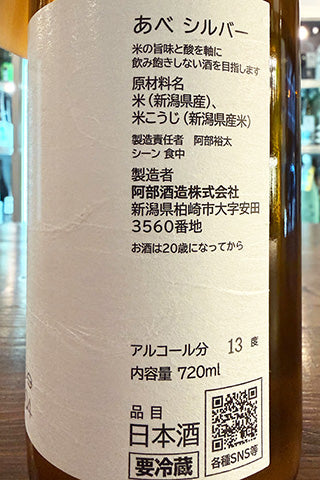 あべ シルバー
米の旨味と酸を軸に
飲み飽きしない酒を目指します
原材料名
米（新潟県産）、
米こうじ（新潟県産米）
製造責任者　阿部裕太
シーン 食中
製造者
阿部酒造株式会社
新潟県柏崎市大字安田
3560番地
お酒は20歳になってから
アルコール分　13 度
内容量 720ml
品目
日本酒
要冷蔵
各種SNS等